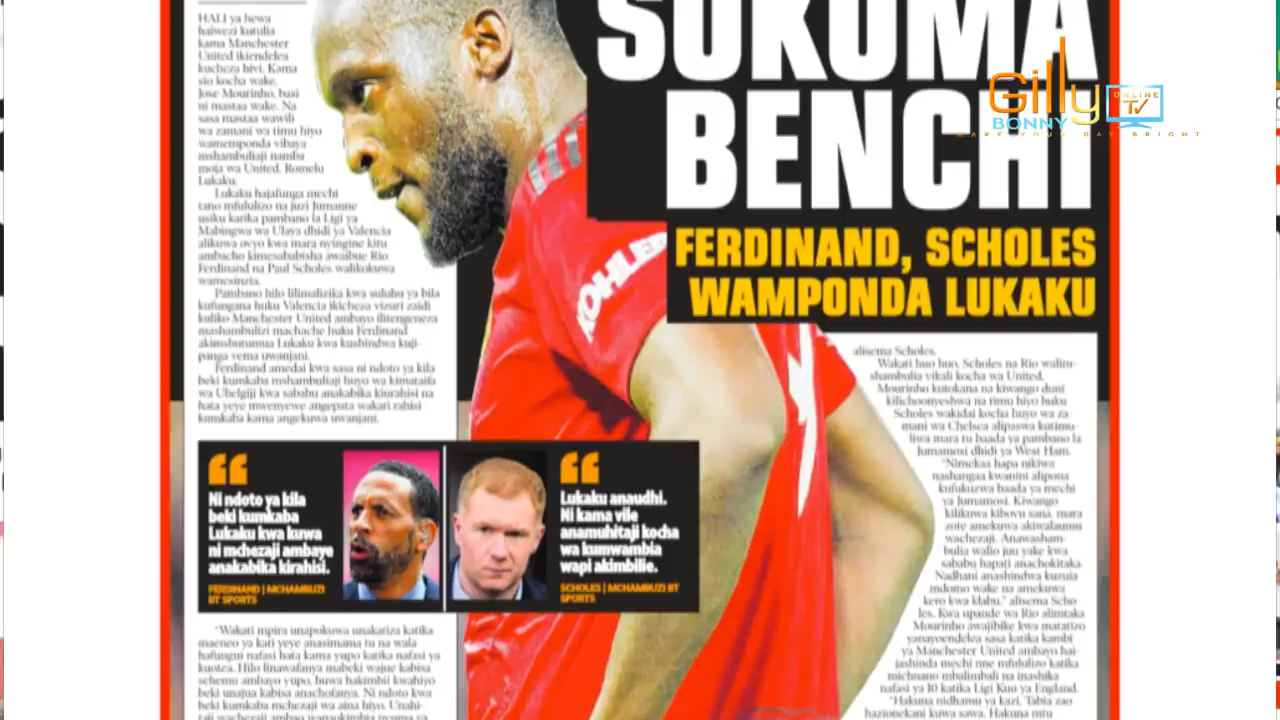 SUKUMA
BENCHI
FERDINAND, SCHOLES
WAMPONDA LUKAKU
Gilly
BONNY
ONLINE
TV
MAKE YOUR DAY BRIGHT
HALI ya hewa
haiwezi kutulia
kama Manchester
United ikiendelea
kucheza hivi. Kama
sio kocha wake,
Jose Mourinho, basi
ni mastaa wake. Na
sasa mastaa wawili
wa zamani wa timu hiyo
wamemponda vibaya
mshambuliaji namba
moja wa United, Romelu
Lukaku.
Lukaku hajafunga mechi
tano mfululizo na juzi Jumanne
usiku katika pambano la Ligi ya
Mabingwa wa Ulaya dhidi ya Valencia
alikuwa ovyo kwa mara nyingine kitu
ambacho kimesababisha awaibue Rio
Ferdinand na Paul Scholes walikokuwa
wamesinzia.
Pambano hilo lilimalizika kwa suluhu ya bila
kufungana huku Valencia ikicheza vizuri zaidi
kuliko Manchester United ambayo ilitengeneza
mashambulizi machache huku Ferdinand
akimshutumua Lukaku kwa kushindwa kuji-
panga vema uwanjani.
Ferdinand amedai kwa sasa ni ndoto ya kila
beki kumkaba mshambuliaji huyo wa kimataifa
wa Ubelgiji kwa sababu anakabika kiurahisi na
hata yeye mwenyewe angepata wakati rahisi
kumkaba kama angekuwa uwanjani.
Ni ndoto ya kila
beki kumkaba
Lukaku kwa kuwa
ni mchezaji ambaye
anakabika kirahisi.
FERDINAND | MCHAMBUZI
BT SPORTS
Lukaku anaudhi.
Ni kama vile
anamuhitaji kocha
wa kumwambia
wapi akimbilie.
SCHOLES | MCHAMBUZI BT
SPORTS
"Wakati mpira unapokuwa unakatiza katika
maeneo ya kati yeye anasimama tu na wala
hafungui nafasi hata kama yupo katika nafasi ya
kuotea. Hilo linawafanya mabeki wajue kabisa
sehemu ambayo yupo, huwa hakimbii kwahiyo
beki unajua kabisa anachofanya. Ni ndoto kwa
beki kumkaba mchezaji wa aina hiyo. Unahi-
alisema Scholes.
Wakati huo huo, Scholes na Rio walim-
shambulia vikali kocha wa United,
Mourinho kutokana na kiwango duni
kilichoonyeshwa na timu hiyo huku
Scholes wakidai kocha huyo wa za-
mani wa Chelsea alipaswa kutimu-
liwa mara tu baada ya pambano la
Jumamosi dhidi ya West Ham.
"Nimekaa hapa nikiwa
nashangaa kwanini alipona
kufukuzwa baada ya mechi
ya Jumamosi. Kiwango
kilikuwa kibovu sana, mara
zote amekuwa akiwalaumu
wachezaji. Anawasham-
bulia walio juu yake kwa
sababu hapati anachokitaka.
Nadhani anashindwa kuzuia
mdomo wake na amekuwa
kero kwa klabu," alisema Scho-
les. Kwa upande wa Rio alimtaka
Mourinho awajibike kwa matatizo
yanayoendelea sasa katika kambi
ya Manchester United ambayo hai-
jashinda mechi nne mfululizo katika
michuano mbalimbali na inashika
nafasi ya 10 katika Ligi Kuu ya England.
"Hakuna nidhamu ya kazi. Tabia zao
hazionekani kuwa sawa. Hakuna mtu